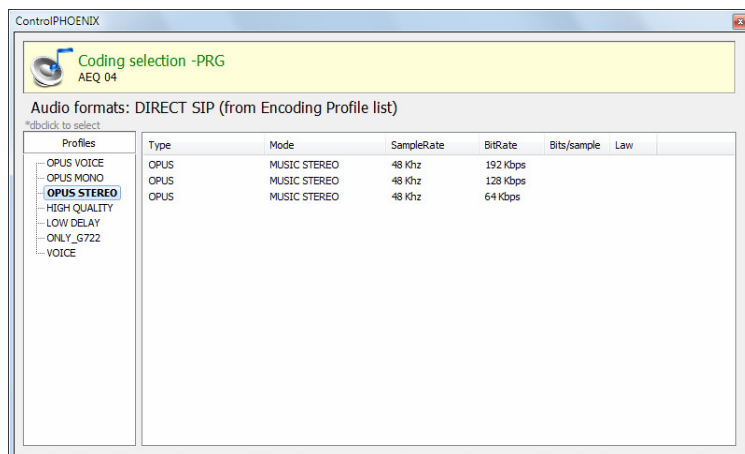 ControlPHOENIX
Coding selection -PRG
AEQ 04
Audio formats: DIRECT SIP (from Encoding Profile list)
*dbclick to select
Profiles
OPUS VOICE
OPUS MONO
OPUS STEREO
HIGH QUALITY
LOW DELAY
ONLY_G722
VOICE
Type Mode SampleRate BitRate Bits/sample Law
OPUS MUSIC STEREO 48 Khz 192 Kbps
OPUS MUSIC STEREO 48 Khz 128 Kbps
OPUS MUSIC STEREO 48 Khz 64 Kbps